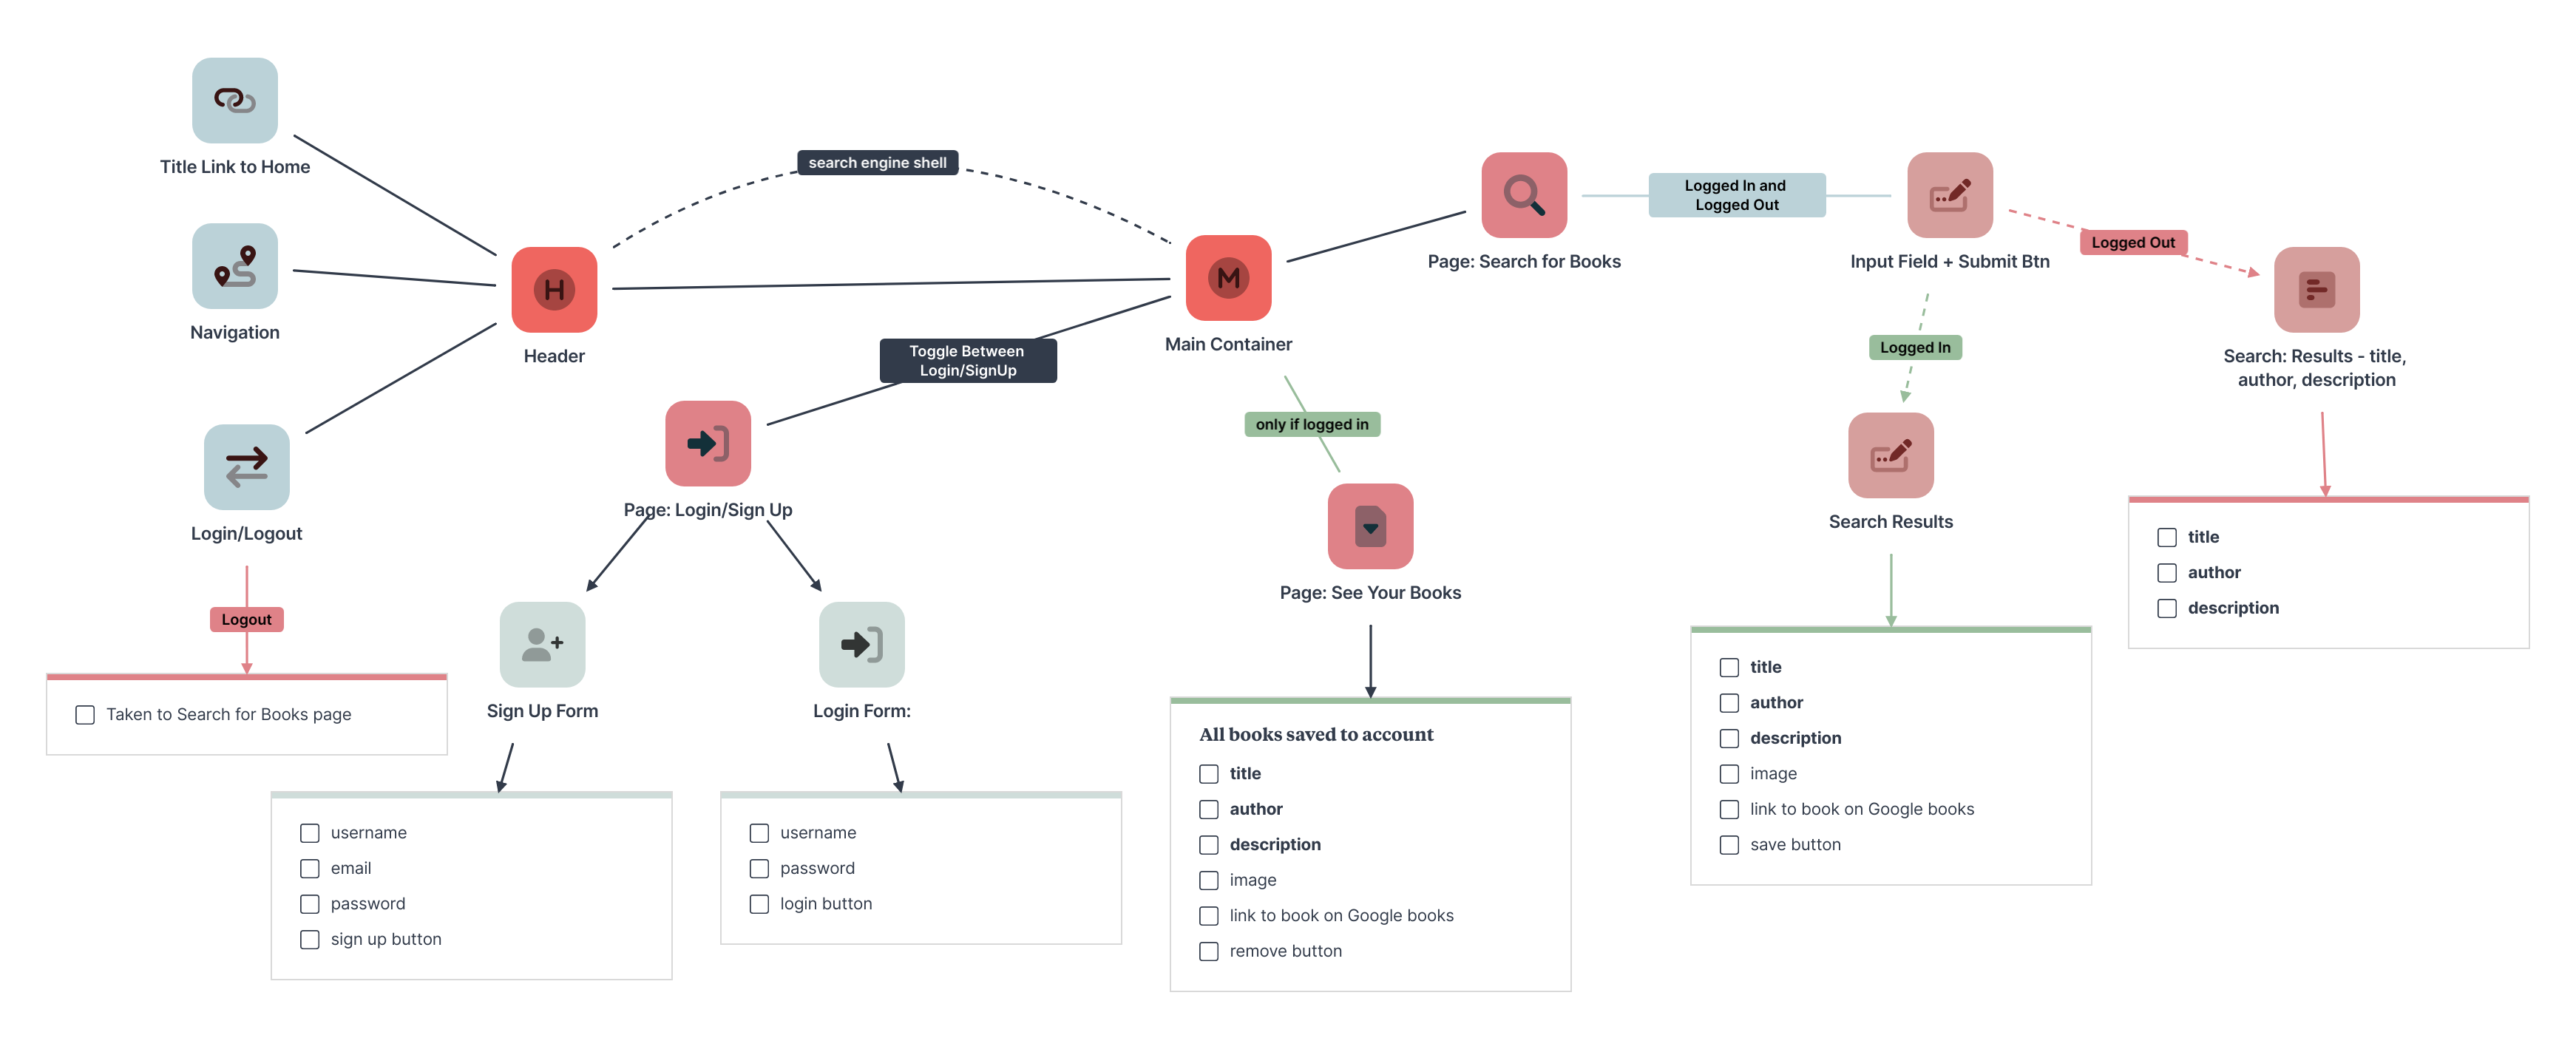 Title Link to Home
Navigation
Login/Logout
Logout
Taken to Search for Books page
H
Header
search engine shell
Toggle Between
Login/SignUp
Page: Login/Sign Up
Sign Up Form
username
email
password
sign up button
Login Form:
username
password
login button
M
Main Container
only if logged in
Page: See Your Books
All books saved to account
title
author
description
image
link to book on Google books
remove button
Page: Search for Books
Logged In and
Logged Out
Input Field + Submit Btn
Logged In
Search Results
title
author
description
image
link to book on Google books
save button
Logged Out
Search: Results - title,
author, description
title
author
description